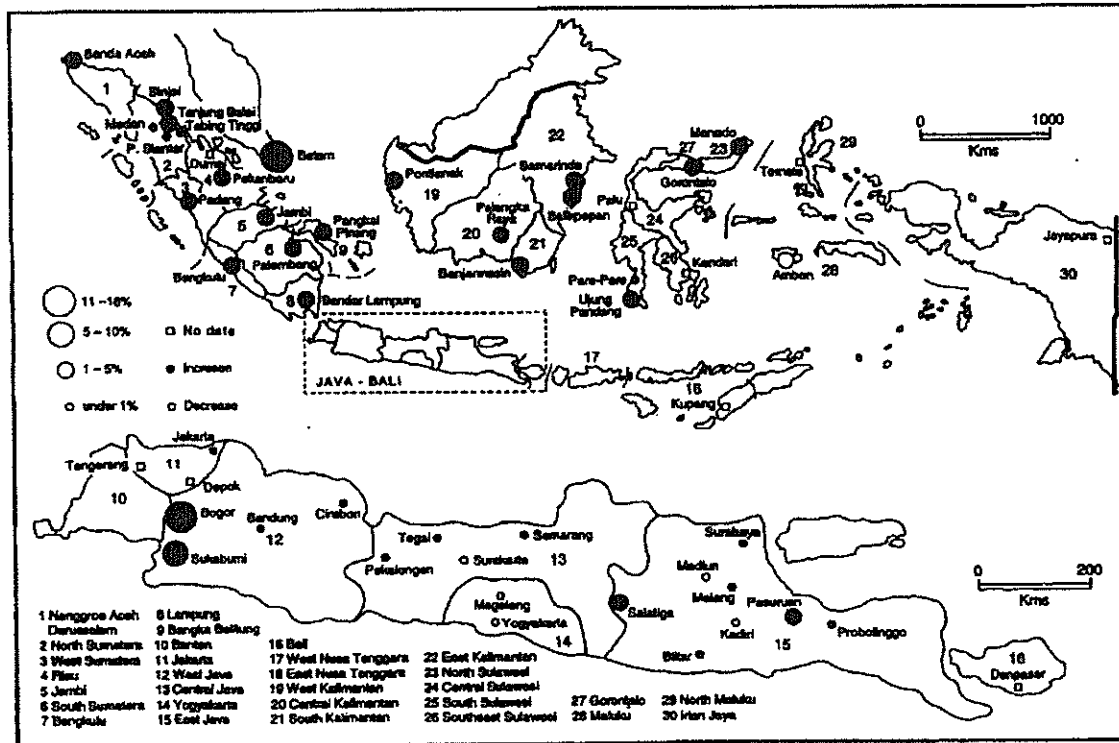 Banda Aceh
1
Binjai
Tanjung Balai
Tebing Tinggi
Medan
P. Siantar
2
Dumai
Batam
4
Pekanbaru
3
Padang
Jambi
5
Pangkal
Pinang
6
9
Palembang
Bengkulu
7
8
Bandar Lampung
22
Samarinda
Pontianak
19
Balikpapan
Palangka
Raya
20
21
Banjarmasin
Manado
27
23
Gorontalo
Palu
24
25
26
Kendari
Pare-Pare
Ujung
Pandang
29
Ternate
Ambon
28
Jayapura
30
0 1000
Kms
17
18
Kupang
JAVA - BALI
11 - 16%
5 - 10%
No data
1 - 5%
Increase
under 1%
Decrease
Jakarta
Tangerang
11
Depok
10
Bogor
Bandung
12
Cirebon
Sukabumi
Tegal
Semarang
Pekalongan
Surakarta
13
Magelang
Yogyakarta
14
Surabaya
Madiun
Malang
Salatiga
Pasuruan
Kediri
15
Probolinggo
Blitar
0 200
Kms
16
Denpasar
1 Nanggroe Aceh
Darussalam
2 North Sumatera
3 West Sumatera
4 Riau
5 Jambi
6 South Sumatera
7 Bengkulu
8 Lampung
9 Bangka Belitung
10 Banten
11 Jakarta
12 West Java
13 Central Java
14 Yogyakarta
15 East Java
16 Bali
17 West Nusa Tenggara
18 East Nusa Tenggara
19 West Kalimantan
20 Central Kalimantan
21 South Kalimantan
22 East Kalimantan
23 North Sulawesi
24 Central Sulawesi
25 South Sulawesi
26 Southeast Sulawesi
27 Gorontalo
28 Maluku
29 North Maluku
30 Irian Jaya